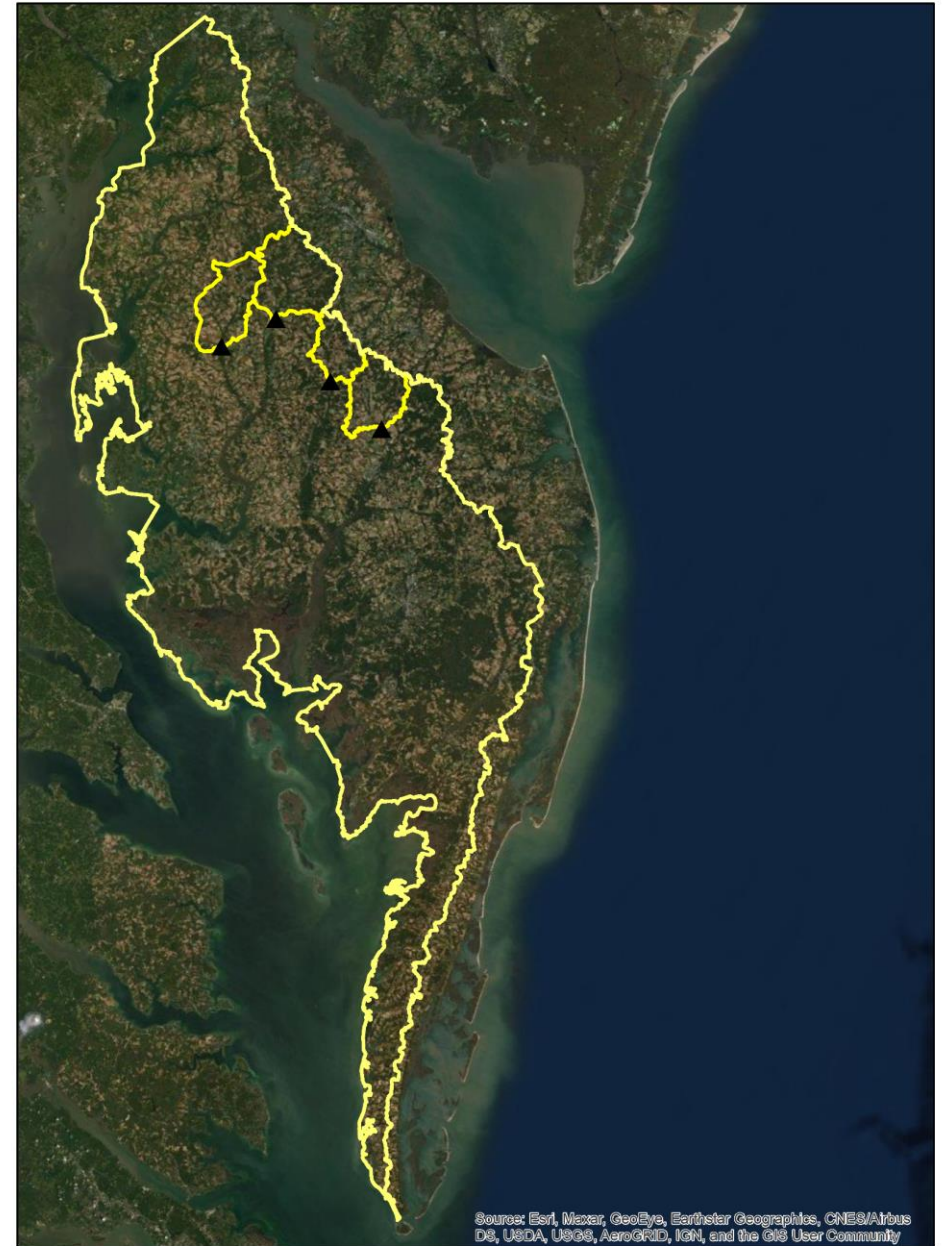 Source: Esri, Maxar, GeoEye, Earthstar Geographics, CNES/Airbus
DS, USDA, USGS, AeroGRID, IGN, and the GIS User Community